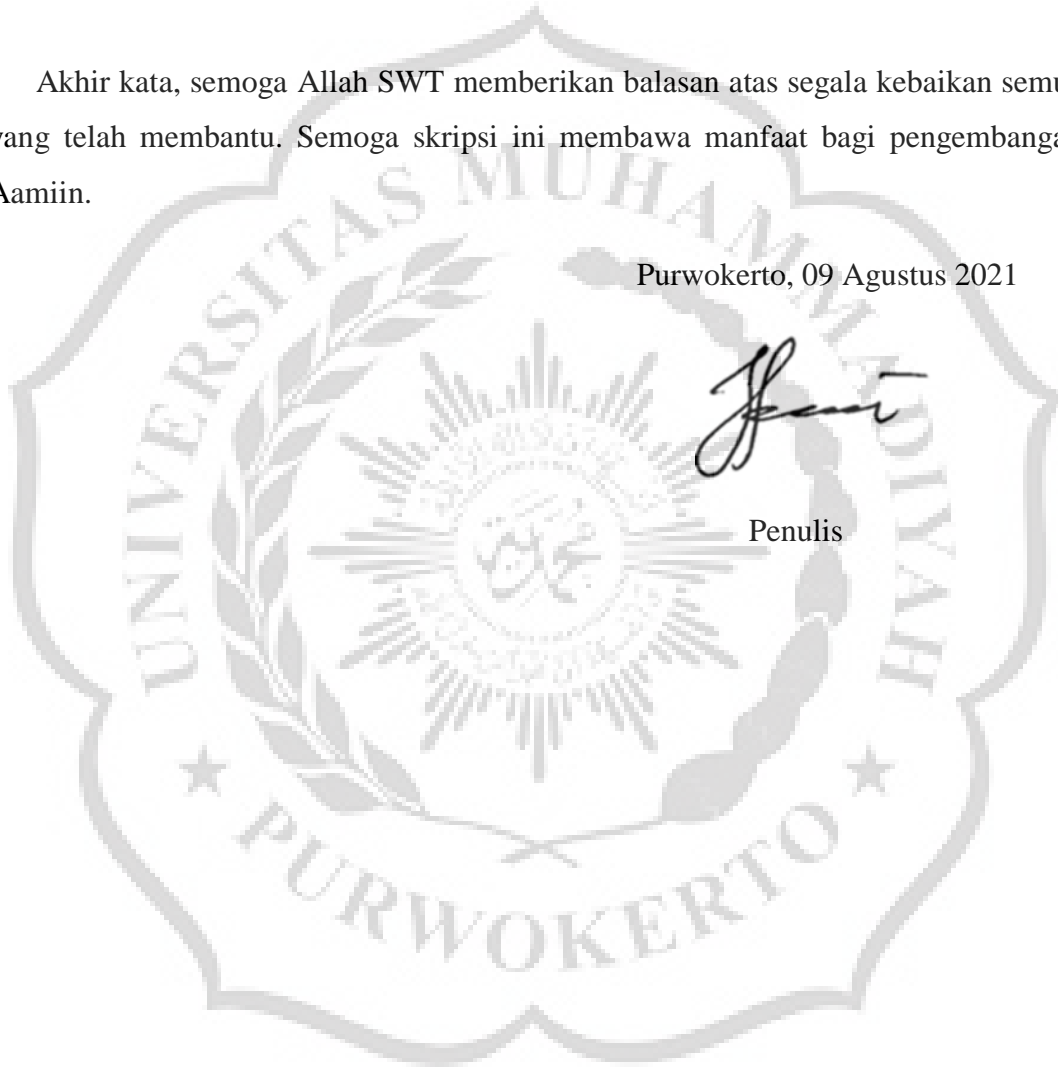 Akhir kata, semoga Allah SWT memberikan balasan atas segala kebaikan semu
yang telah membantu. Semoga skripsi ini membawa manfaat bagi pengembanga
Aamiin.
Purwokerto, 09 Agustus 2021
Penulis
UNIVERSITAS MUHAMMADIYAH
PURWOKERTO